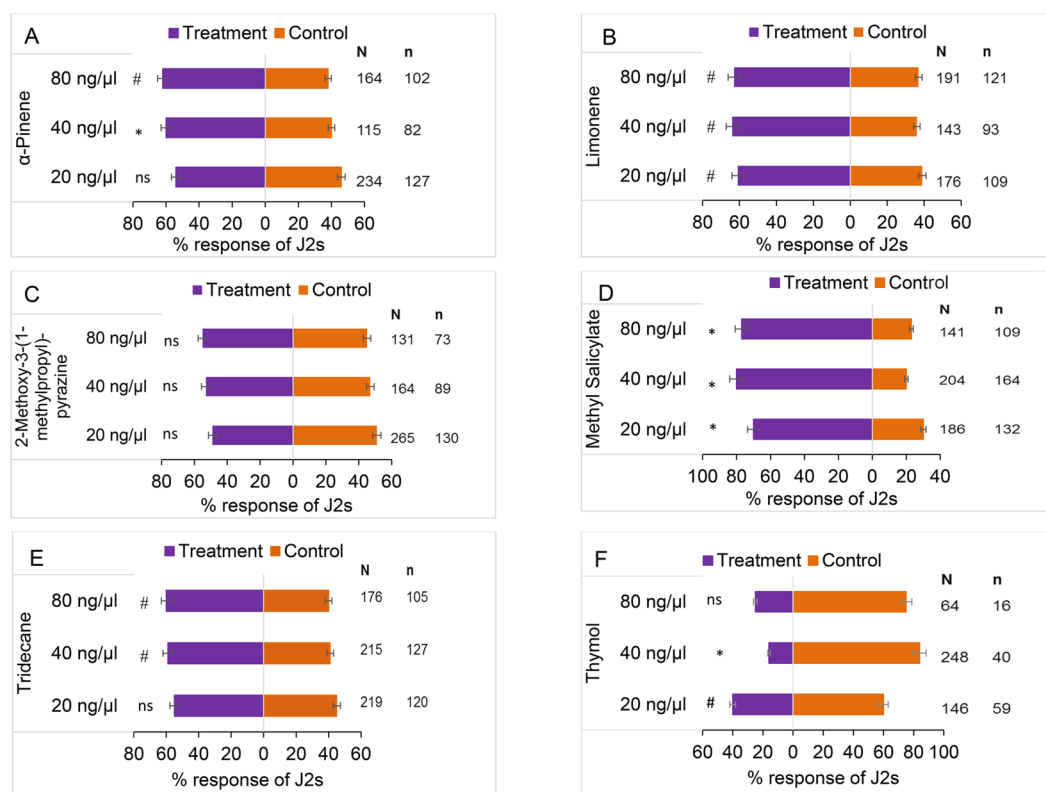 A
Treatment Control
N n
α-Pinene
80 ng/µl # 164 102
40 ng/µl * 115 82
20 ng/µl ns 234 127
80 60 40 20 0 20 40 60
% response of J2s
B
Treatment Control
N n
Limonene
80 ng/µl # 191 121
40 ng/µl # 143 93
20 ng/µl # 176 109
80 60 40 20 0 20 40 60
% response of J2s
C
Treatment Control
N n
2-Methoxy-3-(1-
methylpropyl)-
pyrazine
80 ng/µl ns 131 73
40 ng/µl ns 164 89
20 ng/µl ns 265 130
80 60 40 20 0 20 40 60
% response of J2s
D
Treatment Control
N n
Methyl Salicylate
80 ng/µl * 141 109
40 ng/µl * 204 164
20 ng/µl * 186 132
100 80 60 40 20 0 20 40
% response of J2s
E
Treatment Control
N n
Tridecane
80 ng/µl # 176 105
40 ng/µl # 215 127
20 ng/µl ns 219 120
80 60 40 20 0 20 40 60
% response of J2s
F
Treatment Control
N n
Thymol
80 ng/µl ns 64 16
40 ng/µl * 248 40
20 ng/µl # 146 59
60 40 20 0 20 40 60 80 100
% response of J2s